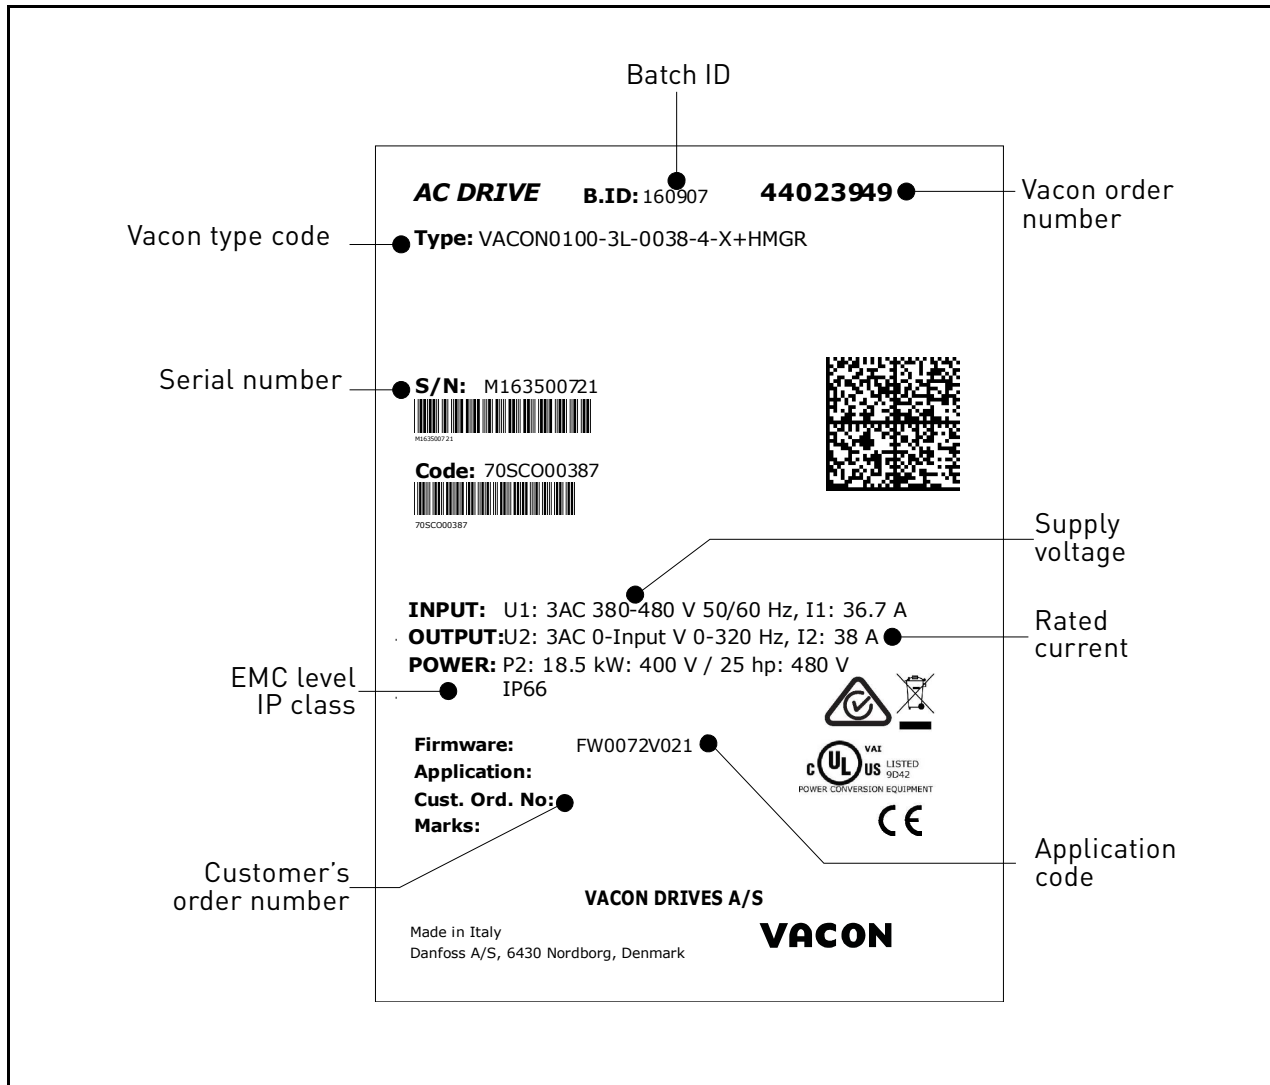 Batch ID
AC DRIVE B.ID: 160907 44023949
Vacon order
number
Vacon type code
Type: VACON0100-3L-0038-4-X+HMGR
Serial number
S/N: M163500721
M163500721
Code: 70SCO00387
70SCO00387
Supply
voltage
INPUT: U1: 3AC 380-480 V 50/60 Hz, I1: 36.7 A
OUTPUT: U2: 3AC 0-Input V 0-320 Hz, I2: 38 A
Rated
current
POWER: P2: 18.5 kW: 400 V / 25 hp: 480 V
IP66
EMC level
IP class
Firmware: FW0072V021
Application:
Cust. Ord. No:
Marks:
C UL US VAI LISTED
9D42
POWER CONVERSION EQUIPMENT
CE
Application
code
Customer's
order number
VACON DRIVES A/S
Made in Italy
Danfoss A/S, 6430 Nordborg, Denmark
VACON